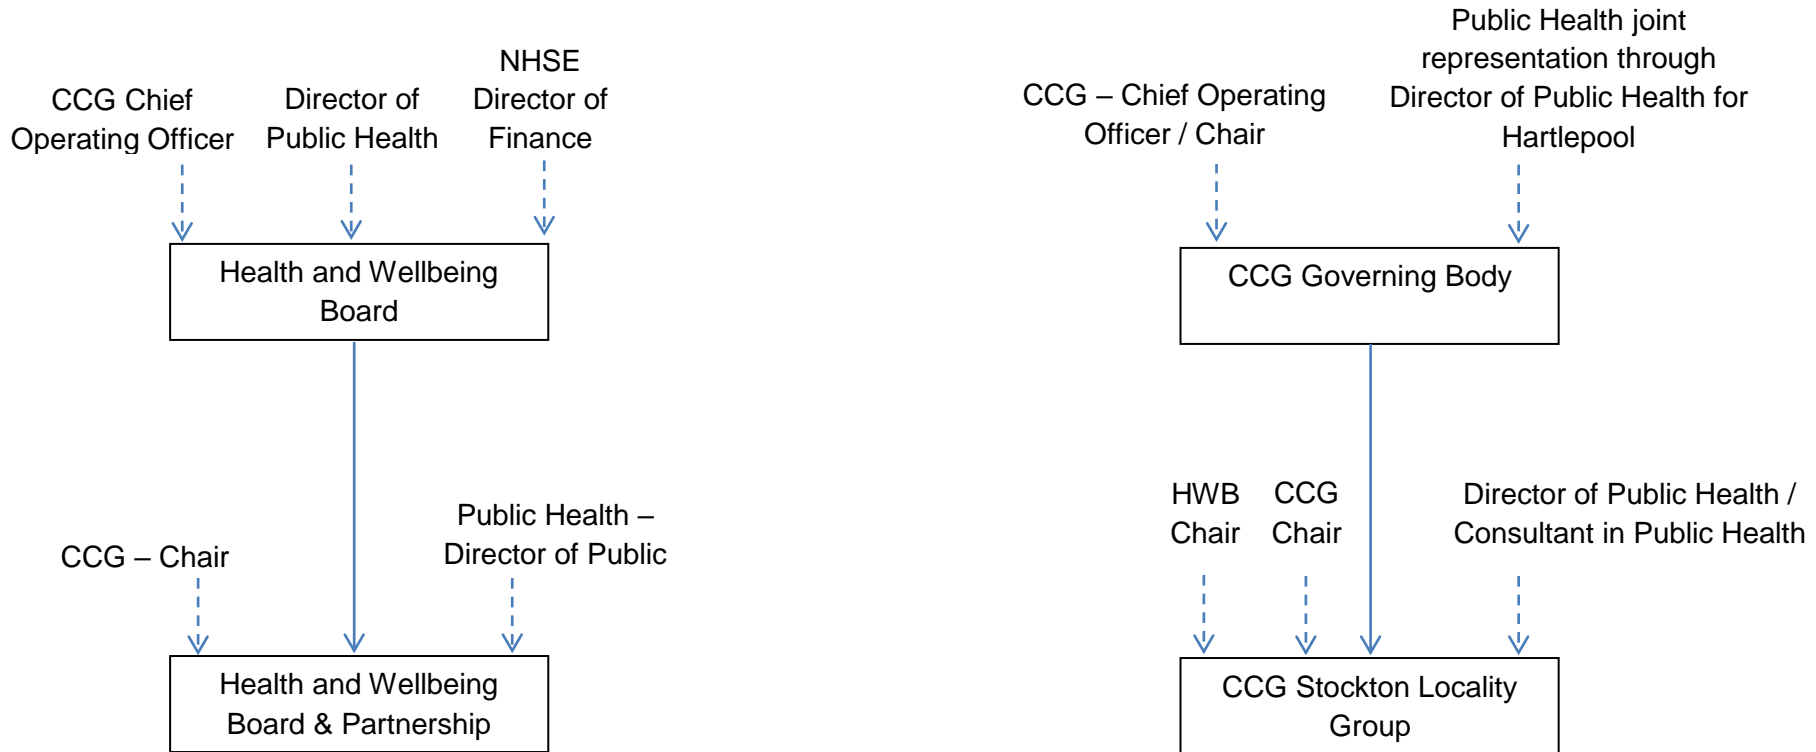 CCG Chief
Operating Officer
Director of
Public Health
NHSE
Director of
Finance
Health and Wellbeing
Board
CCG – Chair
Public Health –
Director of Public
Health and Wellbeing
Board & Partnership
CCG – Chief Operating
Officer / Chair
Public Health joint
representation through
Director of Public Health for
Hartlepool
CCG Governing Body
HWB
Chair
CCG
Chair
Director of Public Health /
Consultant in Public Health
CCG Stockton Locality
Group